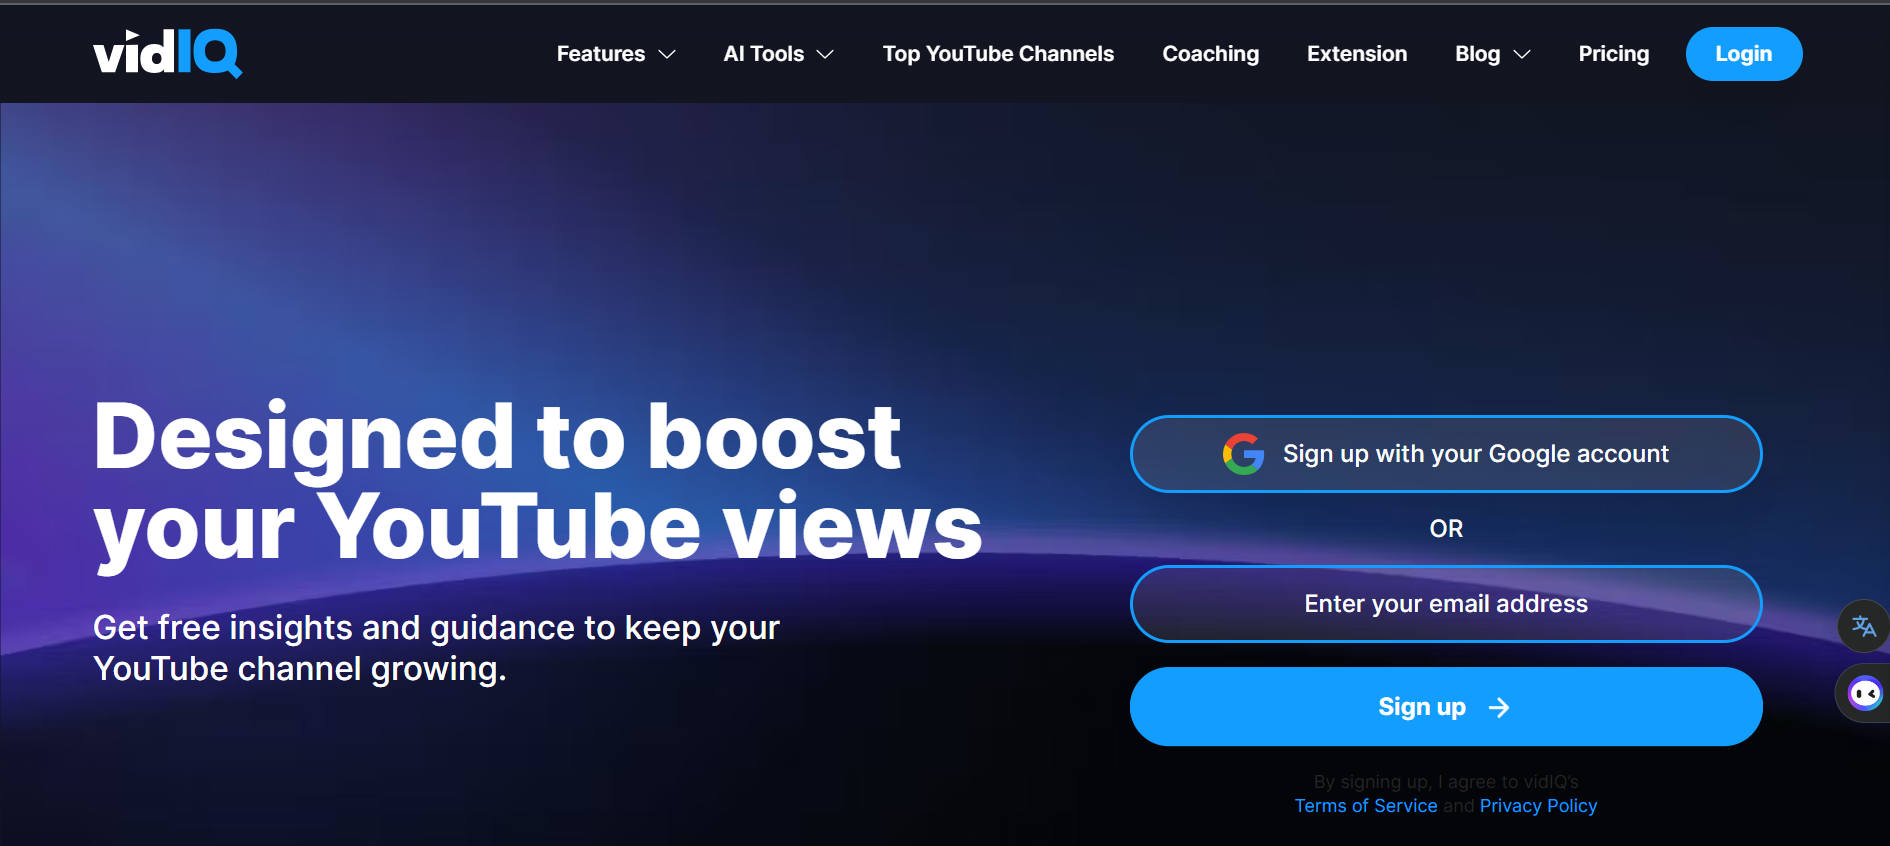 vidIQ
Features
AI Tools
Top YouTube Channels
Coaching
Extension
Blog
Pricing
Login
Designed to boost
your YouTube views
Get free insights and guidance to keep your
YouTube channel growing.
Sign up with your Google account
OR
Enter your email address
Sign up
By signing up, I agree to vidIQ's
Terms of Service and Privacy Policy